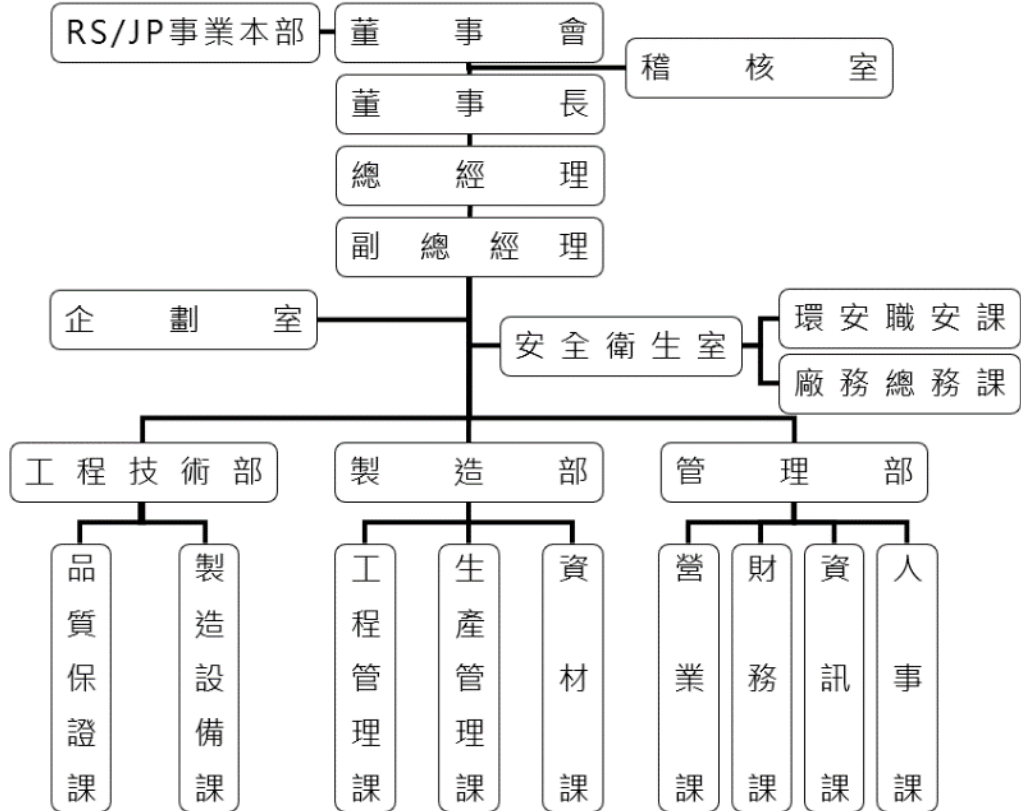 RS/JP事業本部
董事會
稽核室
董事長
總經理
副總經理
企劃室
安全衛生室
環安職安課
廠務總務課
工程技術部
製造部
管理部
品質保證課
製造設備課
工程管理課
生產管理課
資材課
營業課
財務課
資訊課
人事課